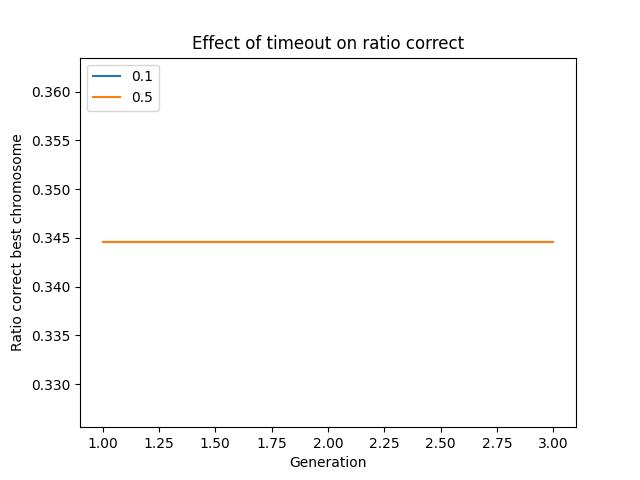 Effect of timeout on ratio correct
0.1
0.5
0.360
0.355
0.350
0.345
0.340
0.335
0.330
Ratio correct best chromosome
1.00 1.25 1.50 1.75 2.00 2.25 2.50 2.75 3.00
Generation